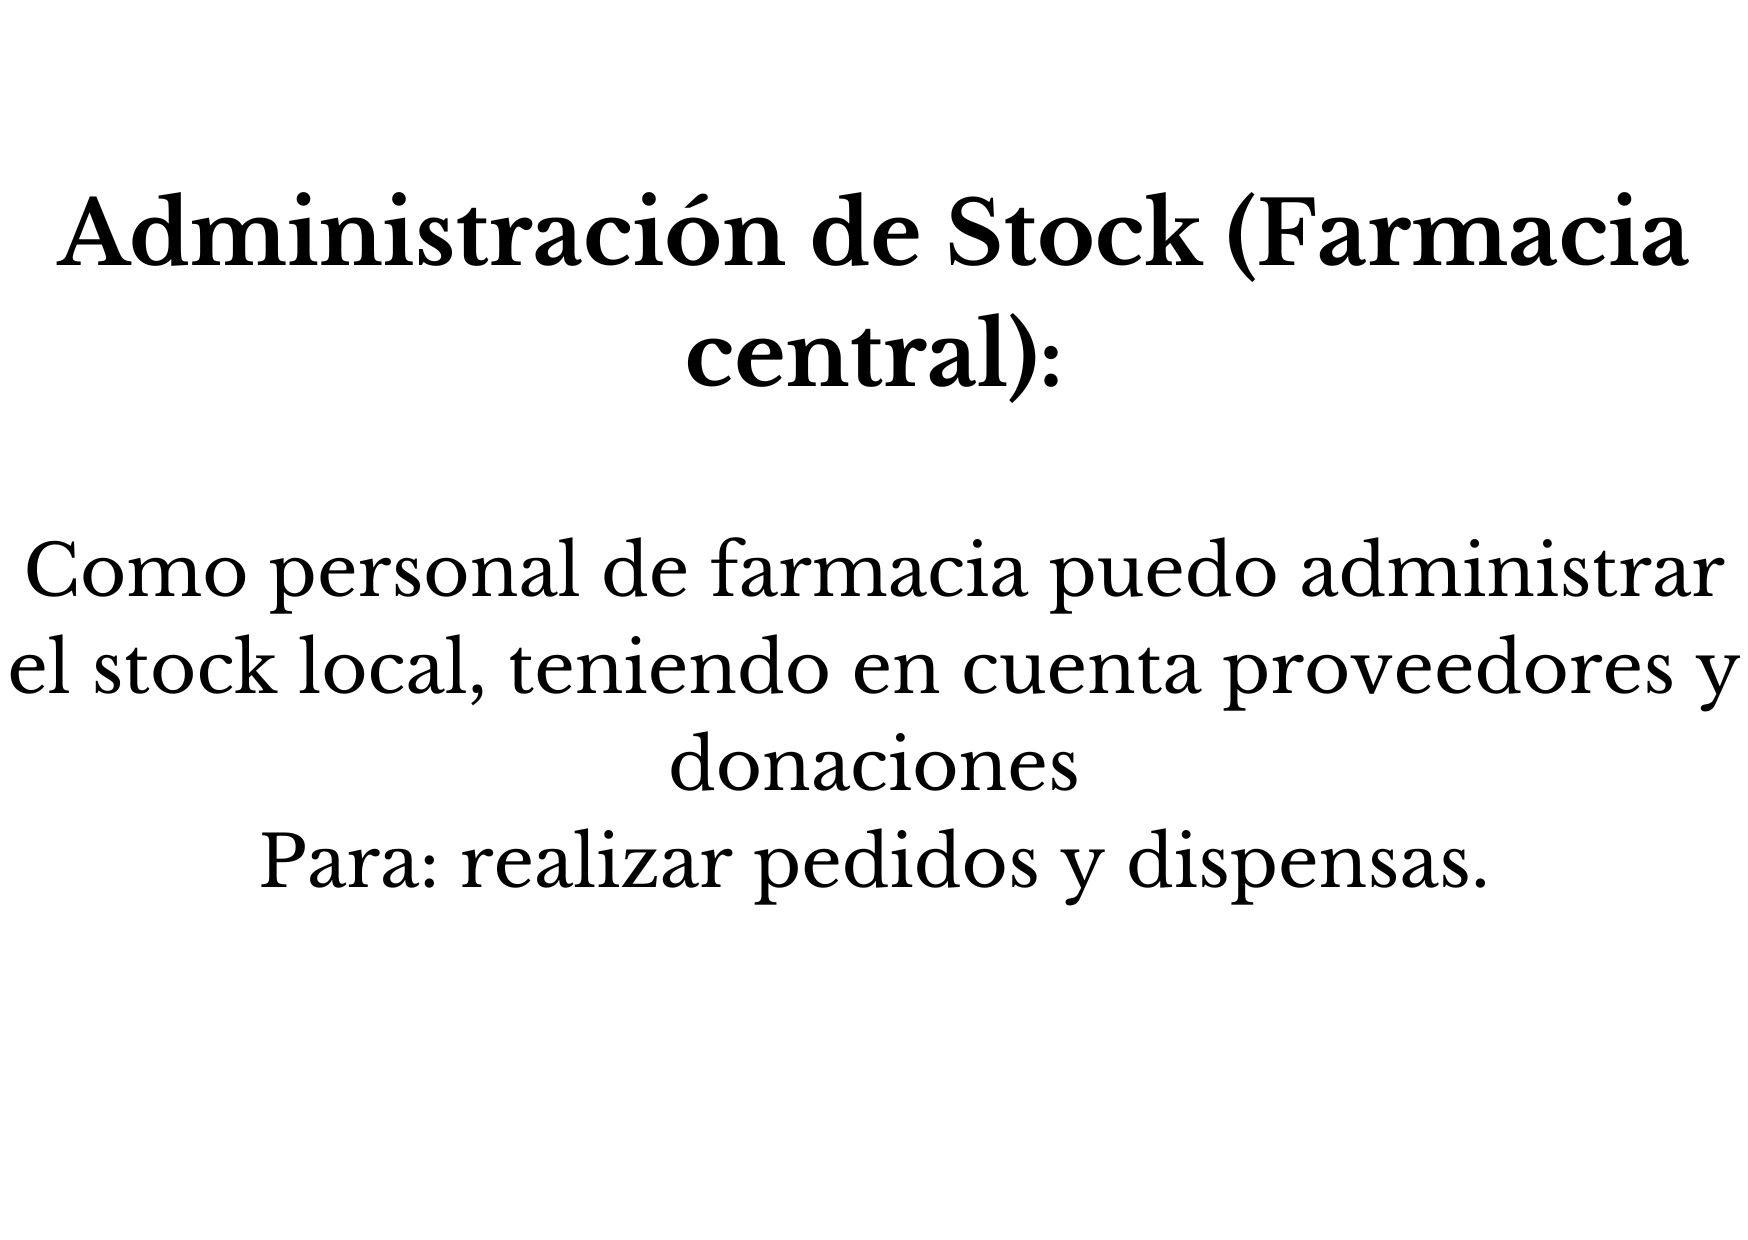 Administración de Stock (Farmacia
central):
Como personal de farmacia puedo administrar
el stock local, teniendo en cuenta proveedores y
donaciones
Para: realizar pedidos y dispensas.